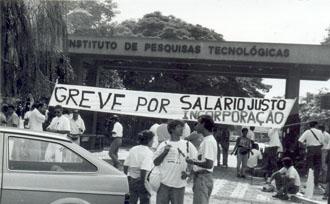 INSTITUTO DE PESQUISAS TECNOLÓGICAS
GREVE POR SALÁRIO JUSTO
INCORPORAÇÃO